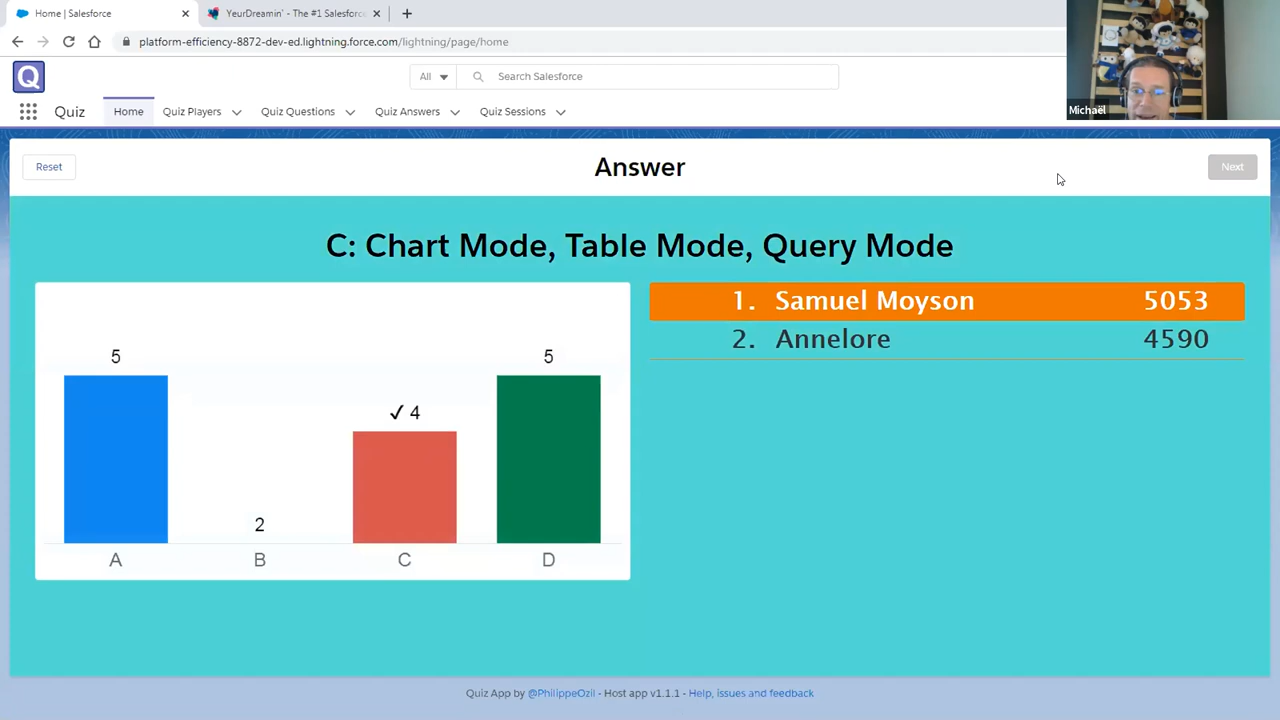 Home | Salesforce
YeurDreamin' - The #1 Salesforc
platform-efficiency-8872-dev-ed.lightning.force.com/lightning/page/home
Q
All
Search Salesforce
Michaël
Quiz
Home
Quiz Players
Quiz Questions
Quiz Answers
Quiz Sessions
Reset
Answer
Next
C: Chart Mode, Table Mode, Query Mode
1. Samuel Moyson 5053
2. Annelore 4590
5
2
✓ 4
5
A
B
C
D
Quiz App by @PhilippeOzil - Host app v1.1.1 - Help, issues and feedback